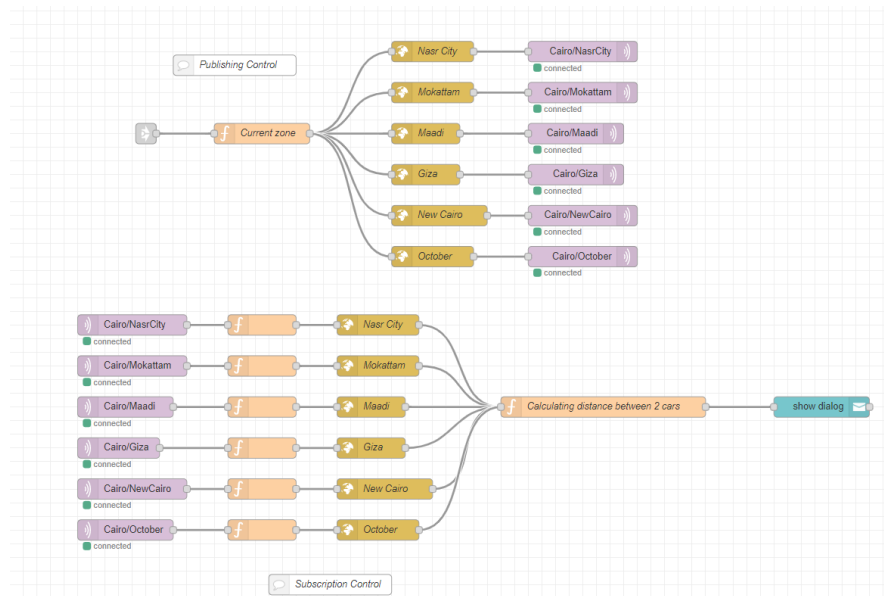 Publishing Control
Nasr City
Cairo/NasrCity
connected
Mokattam
Cairo/Mokattam
connected
Current zone
Maadi
Cairo/Maadi
connected
Giza
Cairo/Giza
connected
New Cairo
Cairo/NewCairo
connected
October
Cairo/October
connected
Cairo/NasrCIty
Nasr City
connected
Cairo/Mokattam
Mokattam
connected
Cairo/Maadi
Maadi
connected
Calculating distance between 2 cars
show dialog
Cairo/Giza
Giza
connected
Cairo/NewCairo
New Cairo
connected
Cairo/October
October
connected
Subscription Control